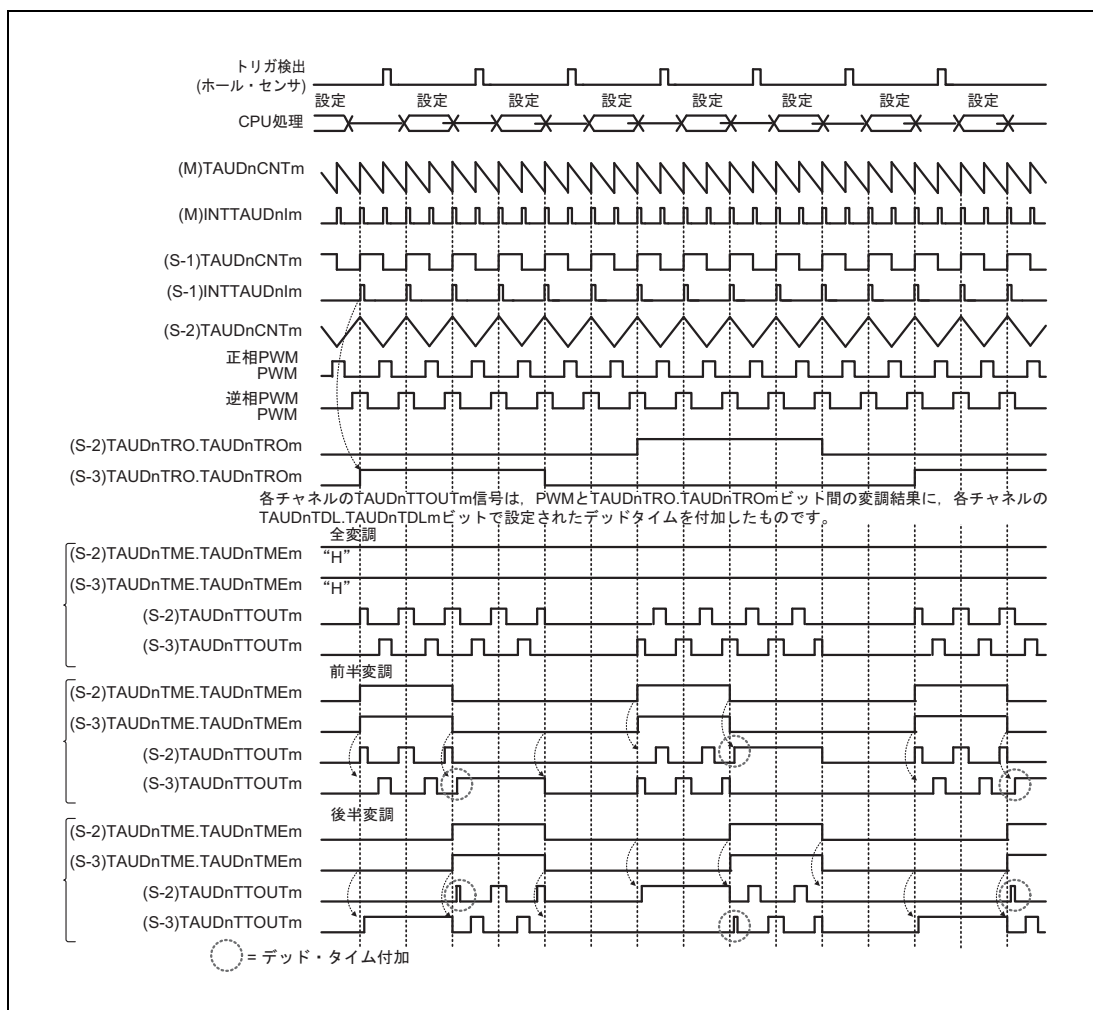 トリガ検出
(ホール・センサ)
設定 設定 設定 設定 設定 設定 設定 設定
CPU処理
(M)TAUDnCNTm
(M)INTTAUDnIm
(S-1)TAUDnCNTm
(S-1)INTTAUDnIm
(S-2)TAUDnCNTm
正相PWM
PWM
逆相PWM
PWM
(S-2)TAUDnTRO.TAUDnTROm
(S-3)TAUDnTRO.TAUDnTROm
各チャネルのTAUDnTTOUTm信号は，PWMとTAUDnTRO.TAUDnTROmビット間の変調結果に，各チャネルの
TAUDnTDL.TAUDnTDLmビットで設定されたデッドタイムを付加したものです。
全変調
(S-2)TAUDnTME.TAUDnTMEm “H”
(S-3)TAUDnTME.TAUDnTMEm “H”
(S-2)TAUDnTTOUTm
(S-3)TAUDnTTOUTm
前半変調
(S-2)TAUDnTME.TAUDnTMEm
(S-3)TAUDnTME.TAUDnTMEm
(S-2)TAUDnTTOUTm
(S-3)TAUDnTTOUTm
後半変調
(S-2)TAUDnTME.TAUDnTMEm
(S-3)TAUDnTME.TAUDnTMEm
(S-2)TAUDnTTOUTm
(S-3)TAUDnTTOUTm
= デッド・タイム付加